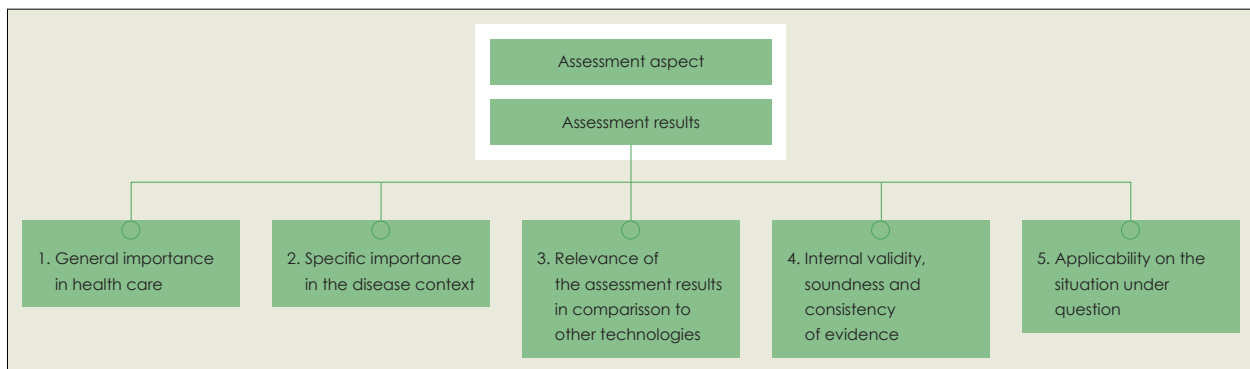 Assessment aspect
Assessment results
1. General importance
in health care
2. Specific importance
in the disease context
3. Relevance of
the assessment results
in comparisson to
other technologies
4. Internal validity,
soundness and
consistency
of evidence
5. Applicability on the
situation under
question